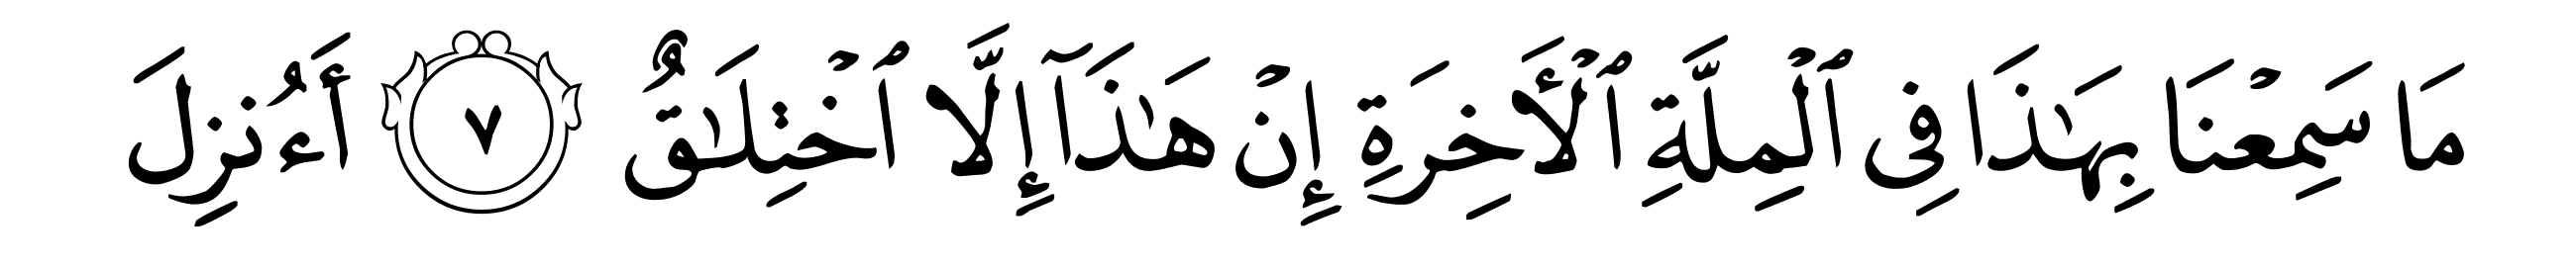 مَا سَمِعۡنَا بِهَـٰذَا فِی ٱلۡمِلَّةِ ٱلۡأَخِرَةِ إِنۡ هَـٰذَاۤ إِلَّا ٱخۡتِلَـٰقٌ ۝٧ أَءُنزِلَ